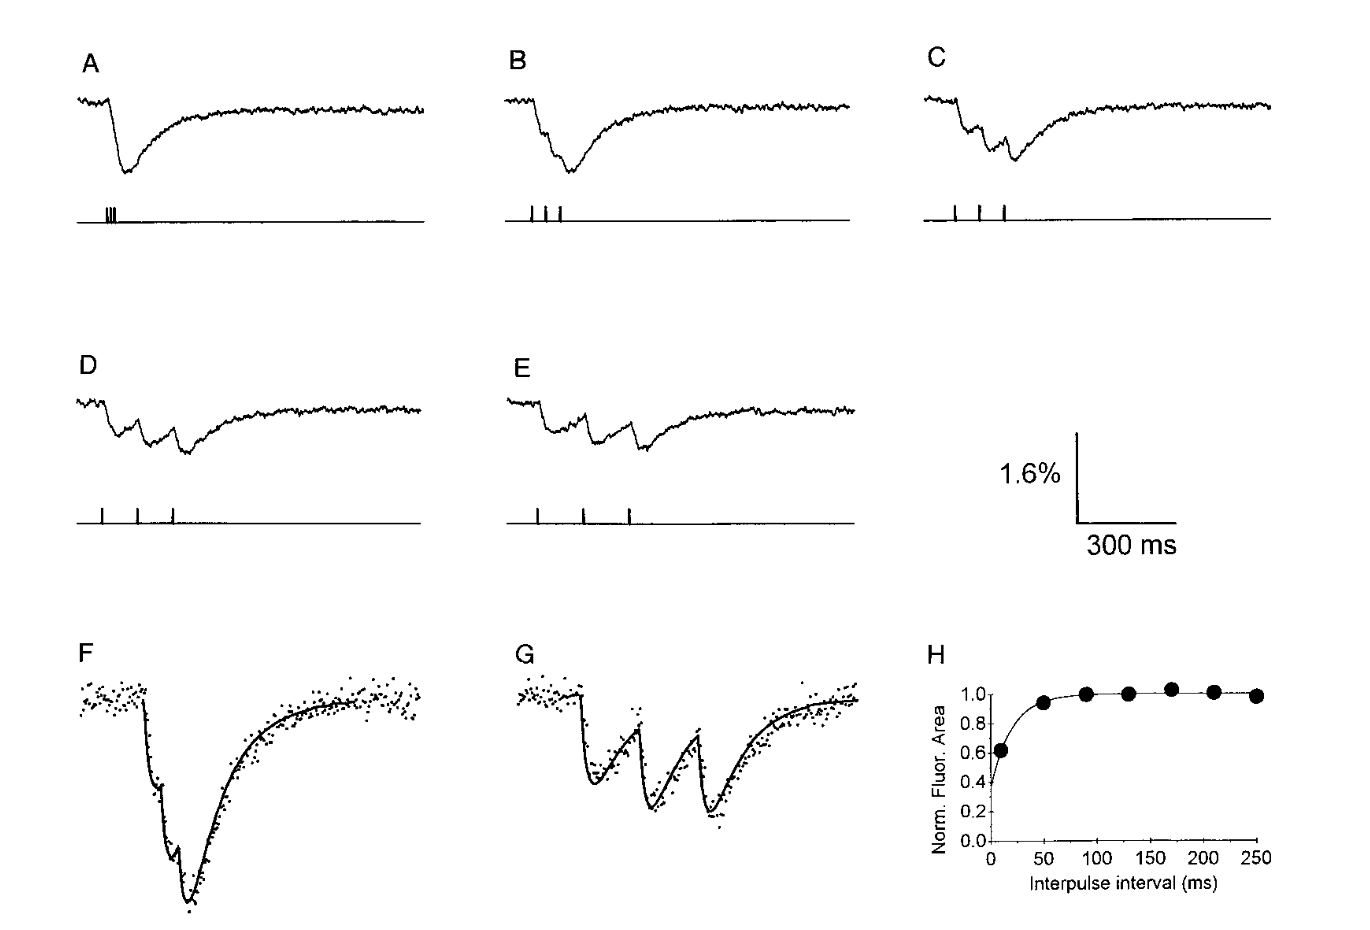 A
B
C
D
E
1.6%
300 ms
F
G
H
Norm. Fluor. Area
1.0
0.8
0.6
0.4
0.2
0.0
0 50 100 150 200 250
Interpulse interval (ms)